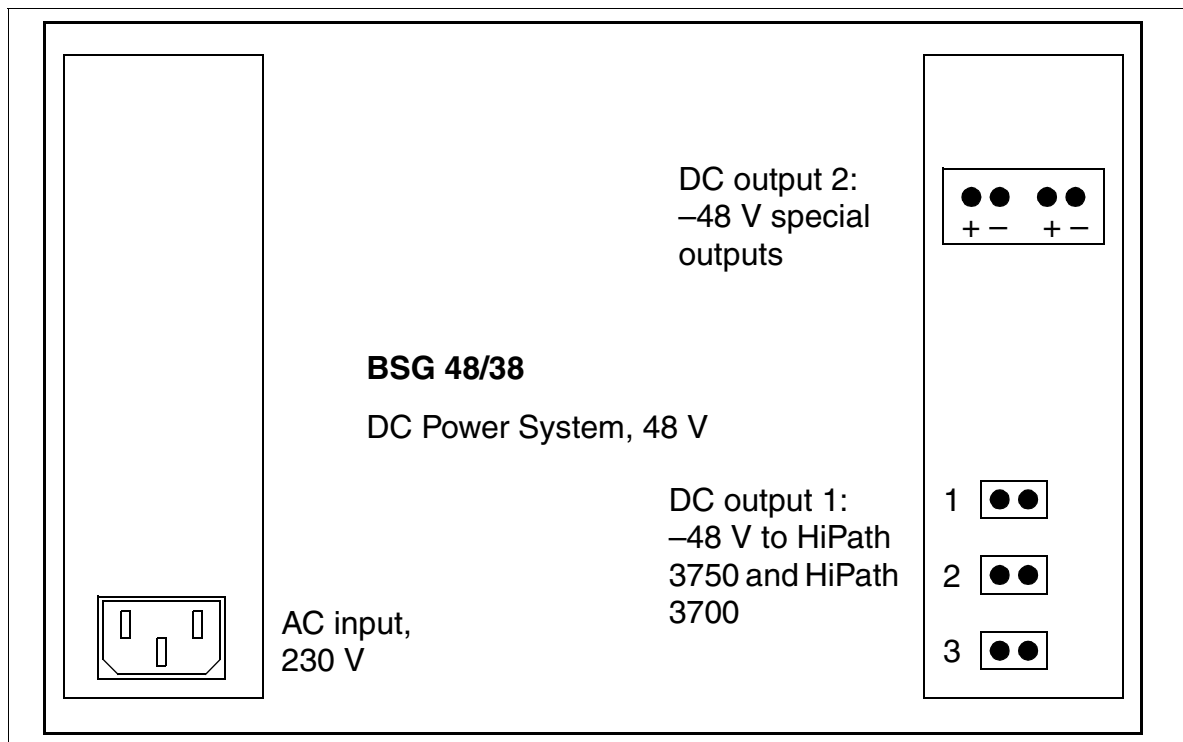 DC output 2:
–48 V special
outputs
+ – + –
BSG 48/38
DC Power System, 48 V
DC output 1:
–48 V to HiPath
3750 and HiPath
3700
1
2
3
AC input,
230 V